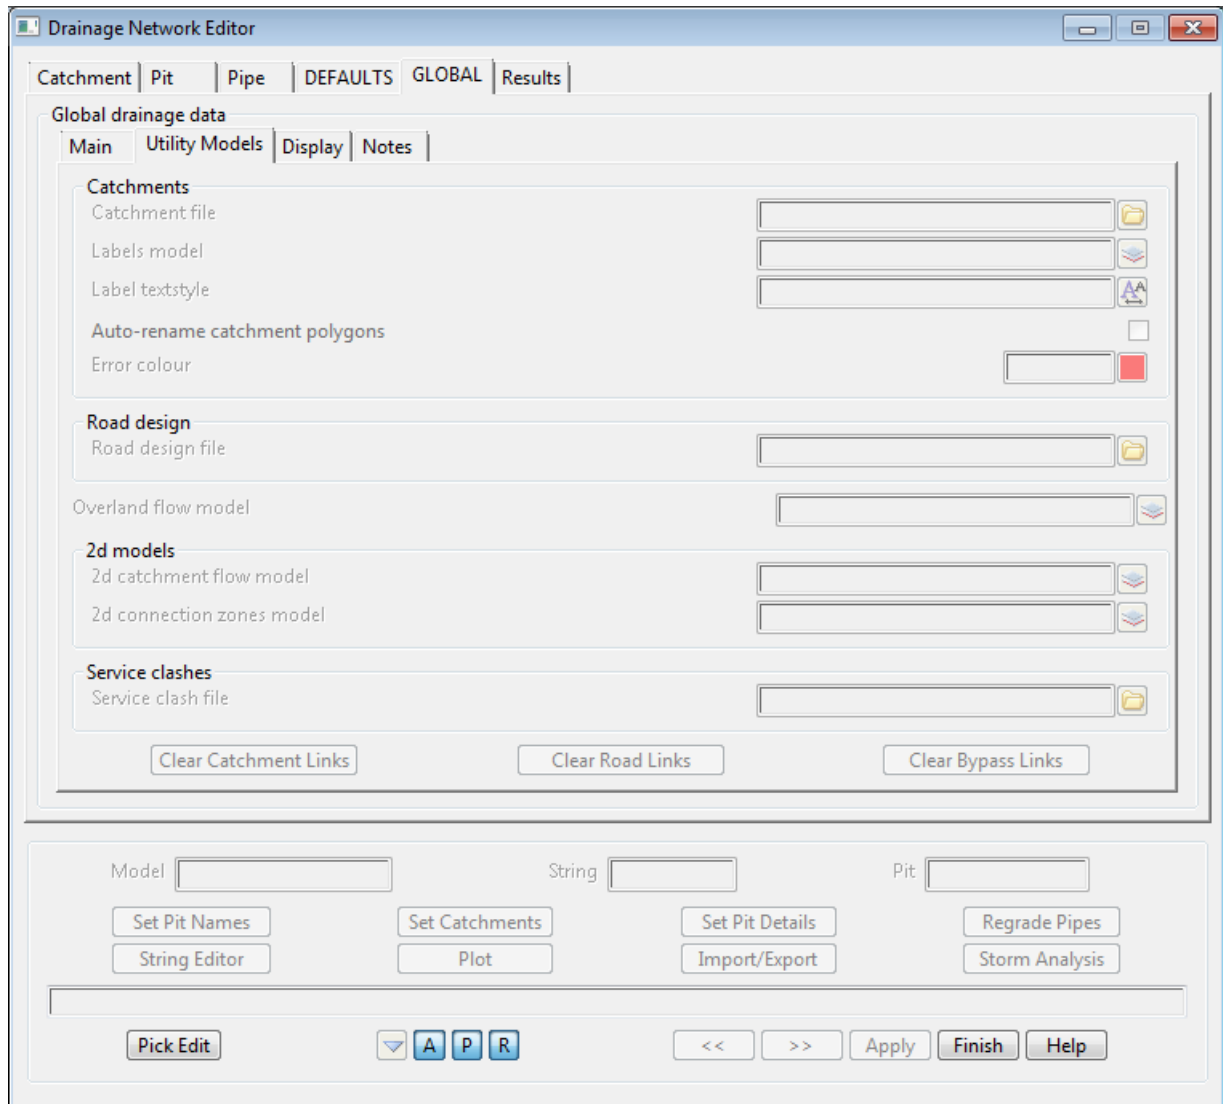 Drainage Network Editor
Catchment Pit Pipe DEFAULTS GLOBAL Results
Global drainage data
Main Utility Models Display Notes
Catchments
Catchment file
Labels model
Label textstyle
Auto-rename catchment polygons
Error colour
Road design
Road design file
Overland flow model
2d models
2d catchment flow model
2d connection zones model
Service clashes
Service clash file
Clear Catchment Links Clear Road Links Clear Bypass Links
Model String Pit
Set Pit Names Set Catchments Set Pit Details Regrade Pipes
String Editor Plot Import/Export Storm Analysis
Pick Edit A P R << >> Apply Finish Help